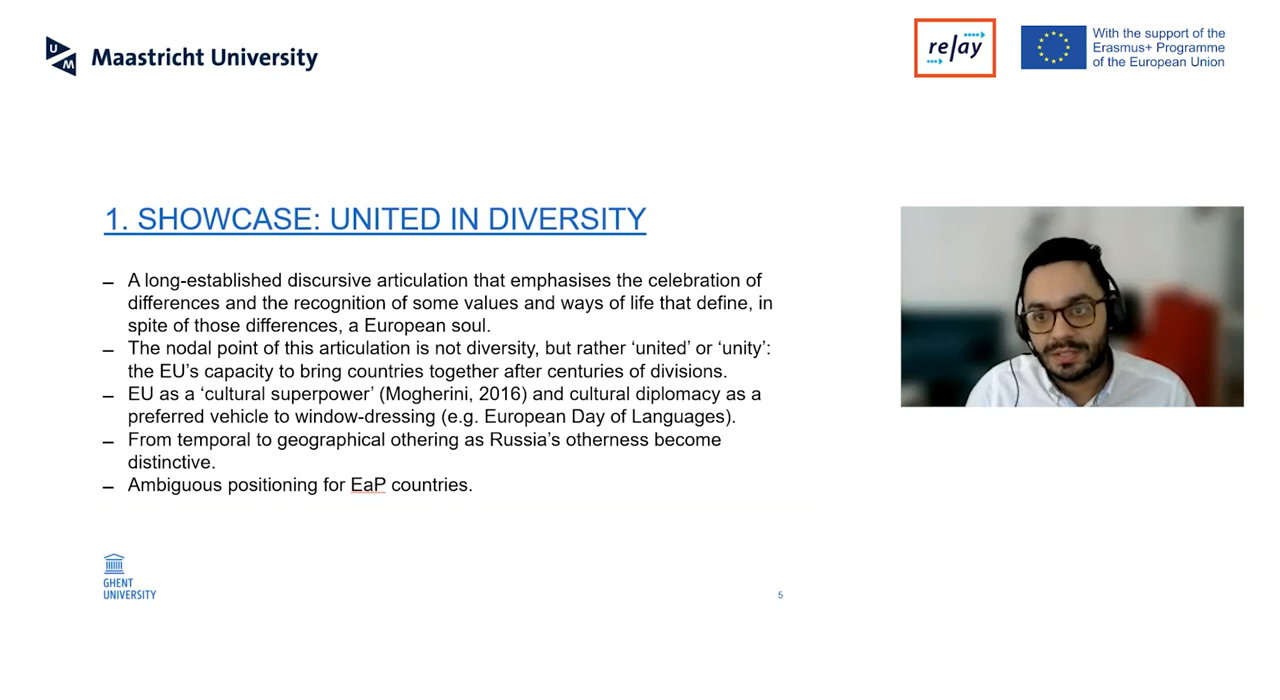 U
M
Maastricht University
relay
With the support of the
Erasmus+ Programme
of the European Union
1. SHOWCASE: UNITED IN DIVERSITY
– A long-established discursive articulation that emphasises the celebration of
differences and the recognition of some values and ways of life that define, in
spite of those differences, a European soul.
– The nodal point of this articulation is not diversity, but rather ‘united’ or ‘unity’:
the EU’s capacity to bring countries together after centuries of divisions.
– EU as a ‘cultural superpower’ (Mogherini, 2016) and cultural diplomacy as a
preferred vehicle to window-dressing (e.g. European Day of Languages).
– From temporal to geographical othering as Russia’s otherness become
distinctive.
– Ambiguous positioning for EaP countries.
GHENT
UNIVERSITY
5